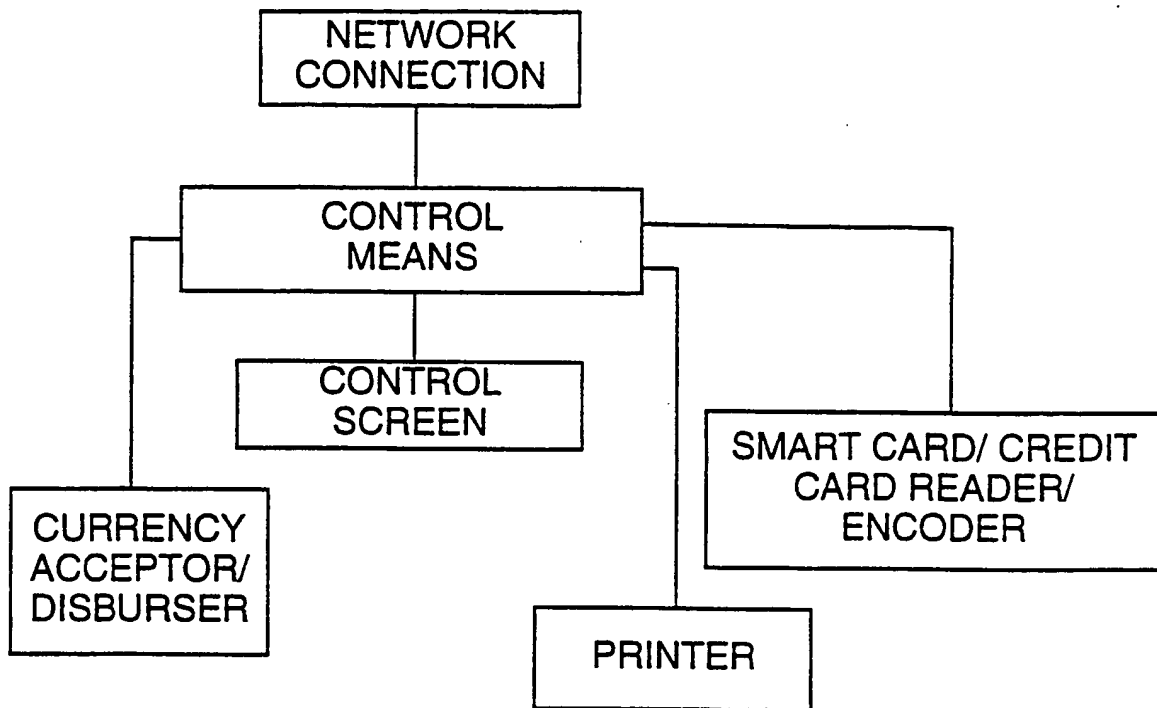 NETWORK
CONNECTION
CONTROL
MEANS
CONTROL
SCREEN
SMART CARD/ CREDIT
CARD READER/
ENCODER
CURRENCY
ACCEPTOR/
DISBURSER
PRINTER